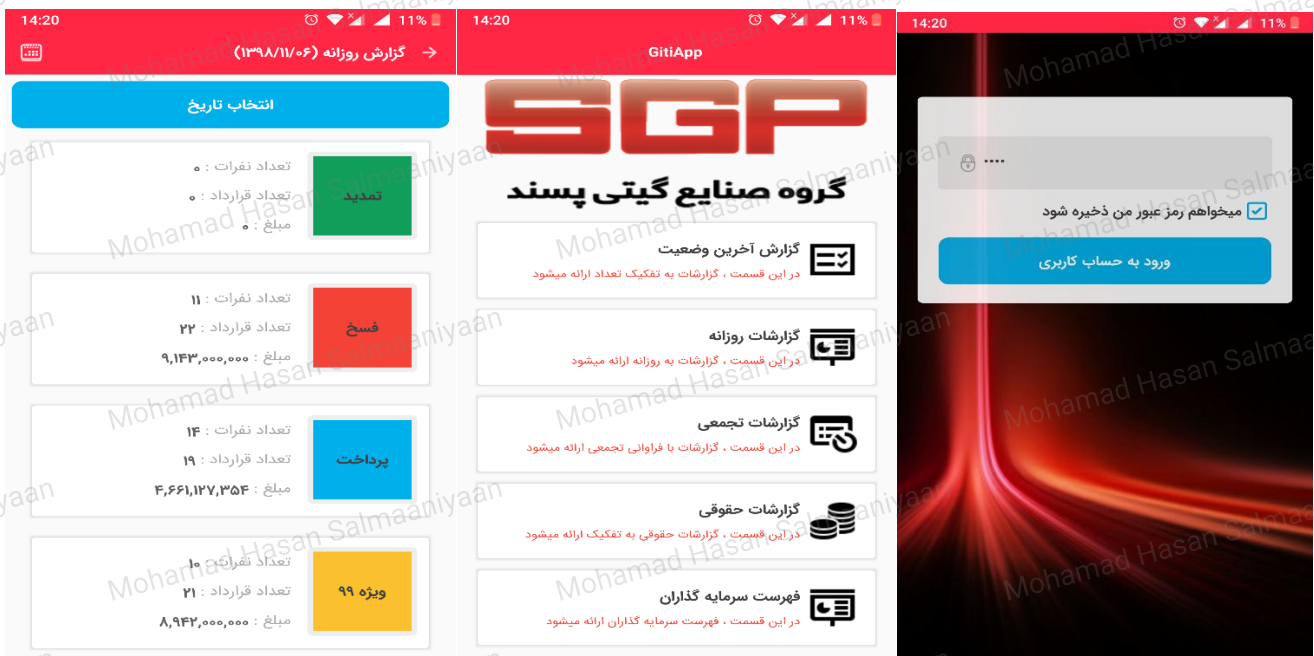 14:20
11%
گزارش روزانه (۱۳۹۸/۱۱/۰۶)
انتخاب تاریخ
تمدید
تعداد نفرات : ۰
تعداد قرارداد : ۰
مبلغ : ۰
فسخ
تعداد نفرات : ۱۱
تعداد قرارداد : ۲۲
مبلغ : ۹,۱۴۳,۰۰۰,۰۰۰
پرداخت
تعداد نفرات : ۱۴
تعداد قرارداد : ۱۹
مبلغ : ۴,۶۶۱,۱۲۷,۳۵۴
ویژه ۹۹
تعداد نفرات : ۱۰
تعداد قرارداد : ۲۱
مبلغ : ۸,۹۴۲,۰۰۰,۰۰۰
14:20
11%
GitiApp
SGP
گروه صنایع گیتی پسند
گزارش آخرین وضعیت
در این قسمت ، گزارشات به تفکیک تعداد ارائه میشود
گزارشات روزانه
در این قسمت ، گزارشات به روزانه ارائه میشود
گزارشات تجمعی
در این قسمت ، گزارشات با فراوانی تجمعی ارائه میشود
گزارشات حقوقی
در این قسمت ، گزارشات حقوقی به تفکیک ارائه میشود
فهرست سرمایه گذاران
در این قسمت ، فهرست سرمایه گذاران ارائه میشود
14:20
11%
میخواهم رمز عبور من ذخیره شود
ورود به حساب کاربری
Mohamad Hasan Salmaaniyaan